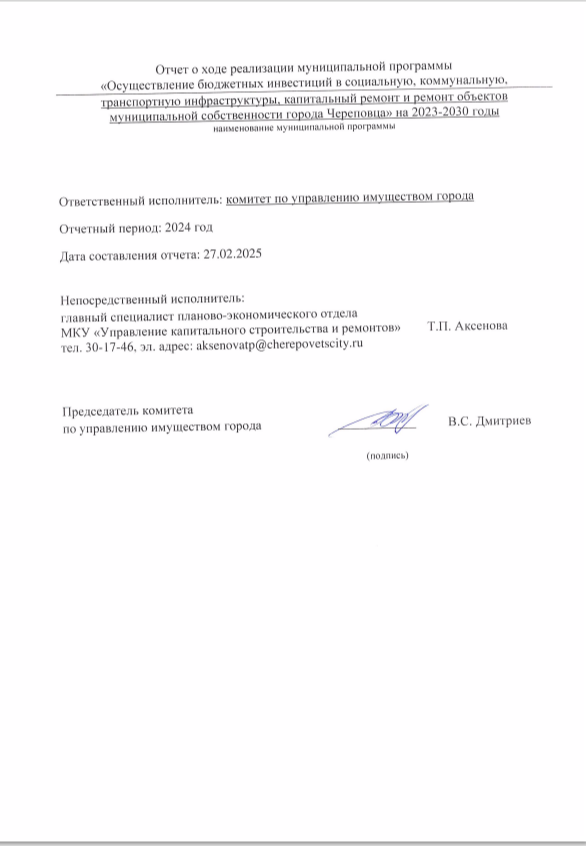 Отчет о ходе реализации муниципальной программы
«Осуществление бюджетных инвестиций в социальную, коммунальную,
транспортную инфраструктуры, капитальный ремонт и ремонт объектов
муниципальной собственности города Череповца» на 2023-2030 годы
наименование муниципальной программы
Ответственный исполнитель: комитет по управлению имуществом города
Отчетный период: 2024 год
Дата составления отчета: 27.02.2025
Непосредственный исполнитель:
главный специалист планово-экономического отдела
МКУ «Управление капитального строительства и ремонтов» Т.П. Аксенова
тел. 30-17-46, эл. адрес: aksenovatp@cherepovetscity.ru
Председатель комитета
по управлению имуществом города В.С. Дмитриев
(подпись)